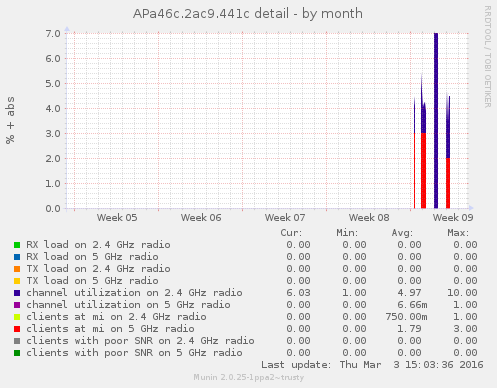 APa46c.2ac9.441c detail - by month
RRDTOOL / TOBI OETIKER
% + abs
7.0
6.0
5.0
4.0
3.0
2.0
1.0
0.0
Week 05 Week 06 Week 07 Week 08 Week 09
Cur: Min: Avg: Max:
RX load on 2.4 GHz radio 0.00 0.00 0.00 0.00
RX load on 5 GHz radio 0.00 0.00 0.00 0.00
TX load on 2.4 GHz radio 0.00 0.00 0.00 0.00
TX load on 5 GHz radio 0.00 0.00 0.00 0.00
channel utilization on 2.4 GHz radio 6.03 1.00 4.97 10.00
channel utilization on 5 GHz radio 0.00 0.00 6.66m 1.00
clients at mi on 2.4 GHz radio 0.00 0.00 750.00m 1.00
clients at mi on 5 GHz radio 0.00 0.00 1.79 3.00
clients with poor SNR on 2.4 GHz radio 0.00 0.00 0.00 0.00
clients with poor SNR on 5 GHz radio 0.00 0.00 0.00 0.00
Last update: Thu Mar 3 15:03:36 2016
Munin 2.0.25-1ppa2~trusty